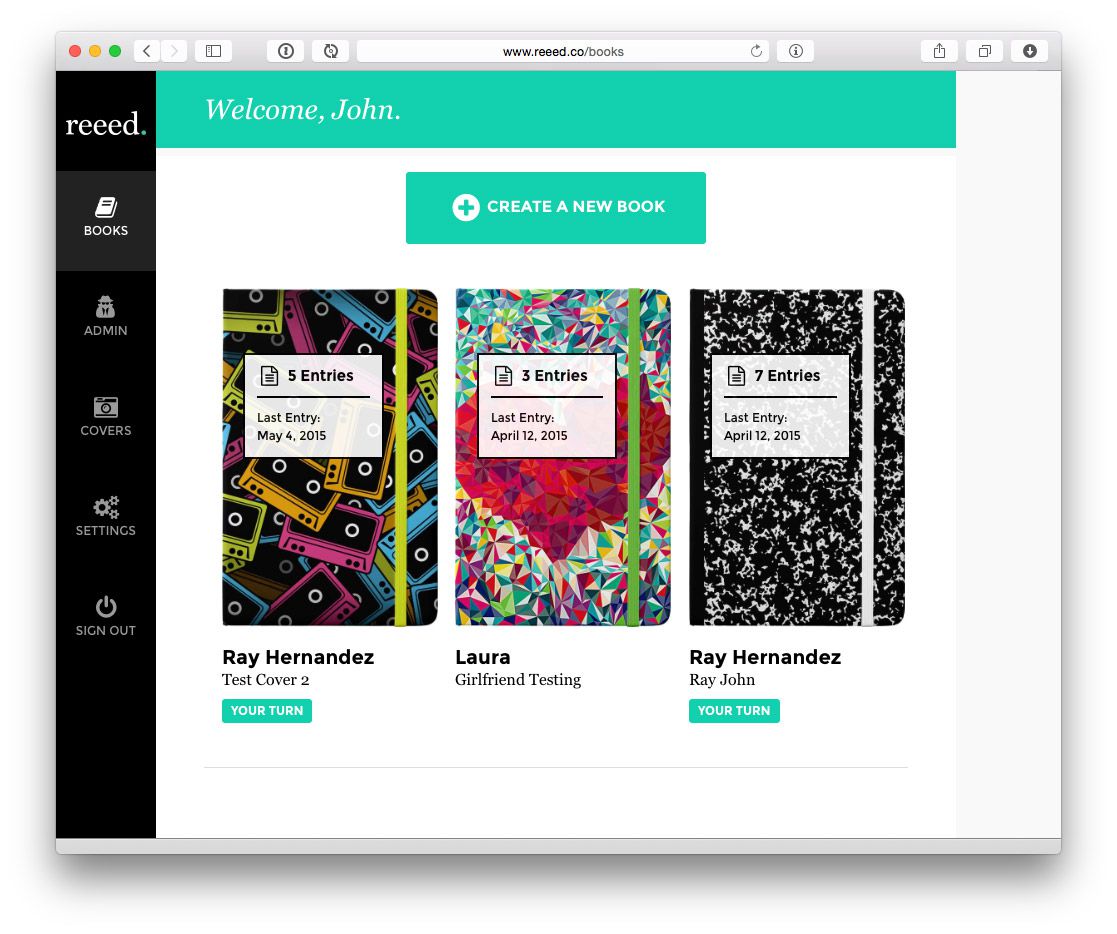 www.reeed.co/books
reeed.
Welcome, John.
BOOKS
ADMIN
COVERS
SETTINGS
SIGN OUT
CREATE A NEW BOOK
5 Entries
Last Entry:
May 4, 2015
Ray Hernandez
Test Cover 2
YOUR TURN
3 Entries
Last Entry:
April 12, 2015
Laura
Girlfriend Testing
7 Entries
Last Entry:
April 12, 2015
Ray Hernandez
Ray John
YOUR TURN